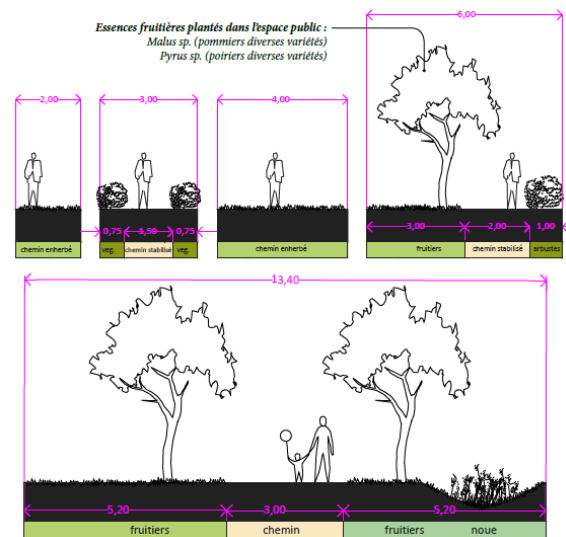 Essences fruitières plantés dans l'espace public :
Malus sp. (pommiers diverses variétés)
Pyrus sp. (poiriers diverses variétés)
6,00
2,00
3,00
4,00
0,75 1,50 0,75
3,00 2,00 1,00
chemin enherbé
veg. chemin stabilisé veg.
chemin enherbé
fruitiers chemin stabilisé arbustes
13,40
5,20 3,00 5,20
fruitiers chemin fruitiers noue